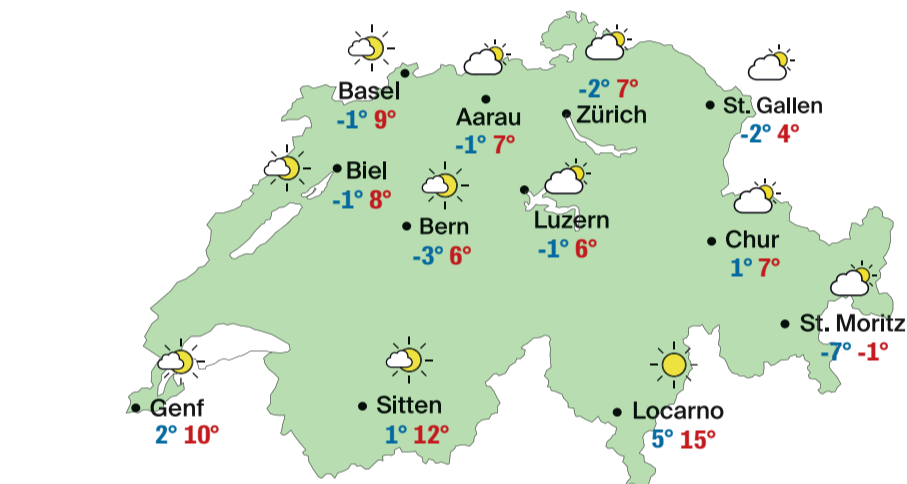 Basel
-1° 9°
Aarau
-1° 7°
-2° 7°
Zürich
St. Gallen
-2° 4°
Biel
-1° 8°
Bern
-3° 6°
Luzern
-1° 6°
Chur
1° 7°
St. Moritz
-7° -1°
Genf
2° 10°
Sitten
1° 12°
Locarno
5° 15°